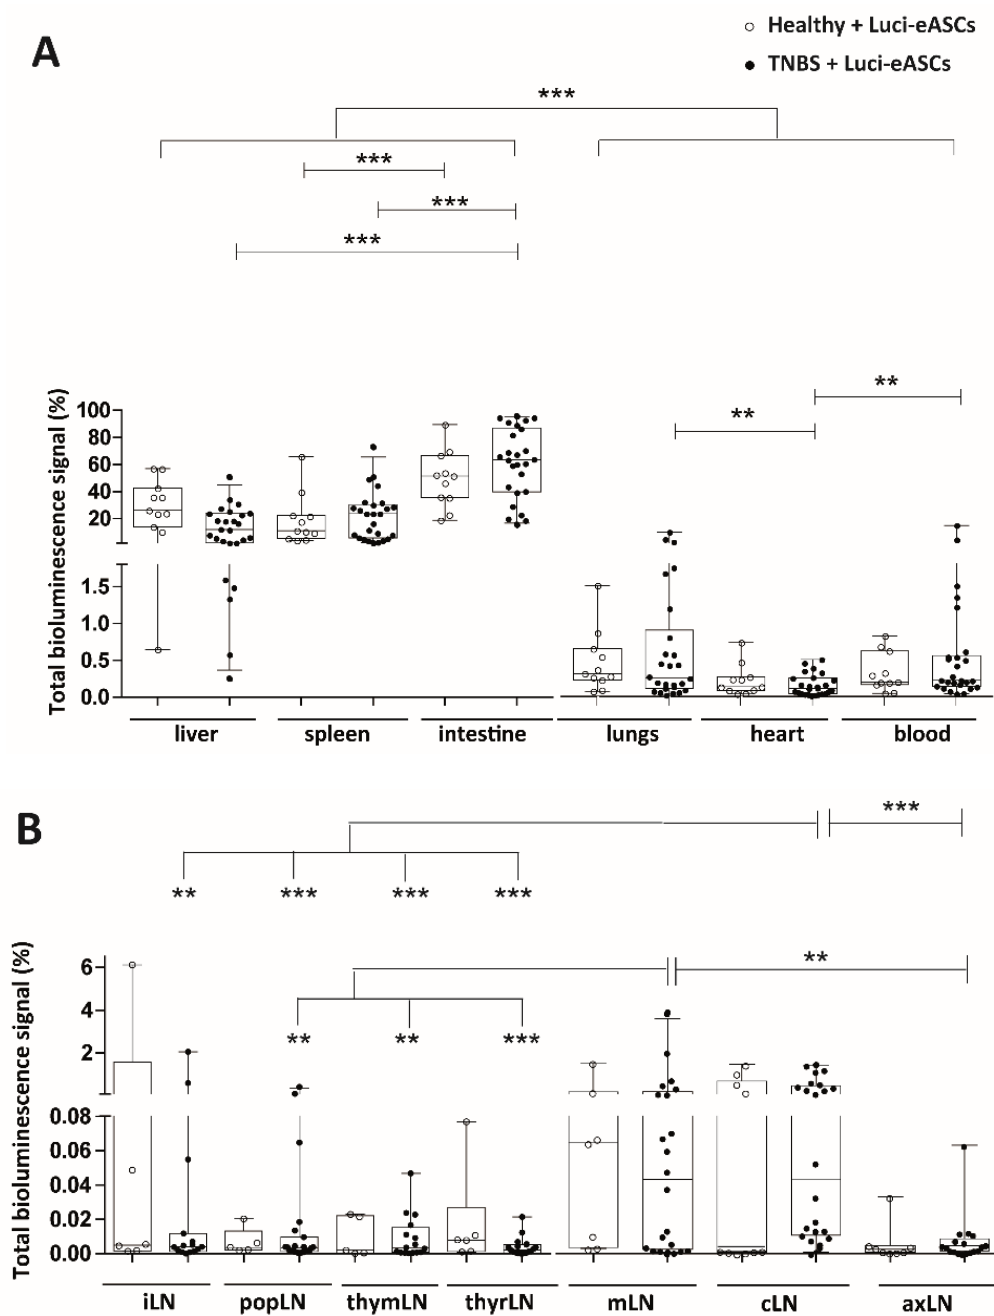 A
Healthy + Luci-eASCs
TNBS + Luci-eASCs
***
***
***
***
**
**
Total bioluminescence signal (%)
100
80
60
40
20
1.5
1.0
0.5
0.0
liver spleen intestine lungs heart blood
B
***
** *** *** ***
**
** ** ***
Total bioluminescence signal (%)
6
4
2
0.08
0.06
0.04
0.02
0.00
iLN popLN thymLN thyrLN mLN cLN axLN